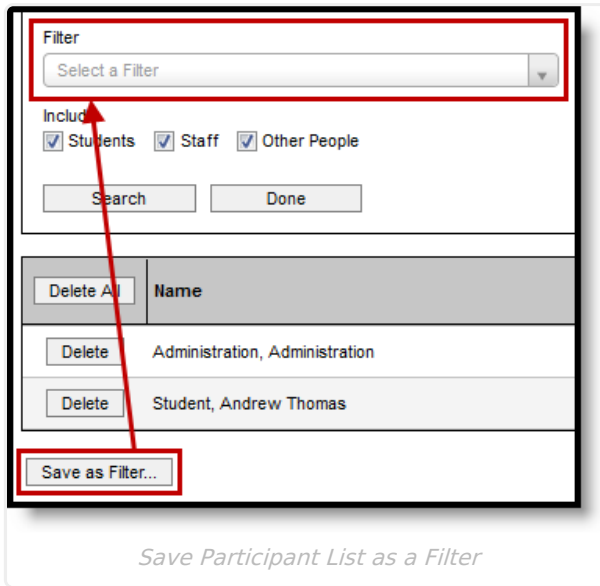 Filter
Select a Filter
Include
Students Staff Other People
Search Done
Delete All Name
Delete Administration, Administration
Delete Student, Andrew Thomas
Save as Filter...
Save Participant List as a Filter